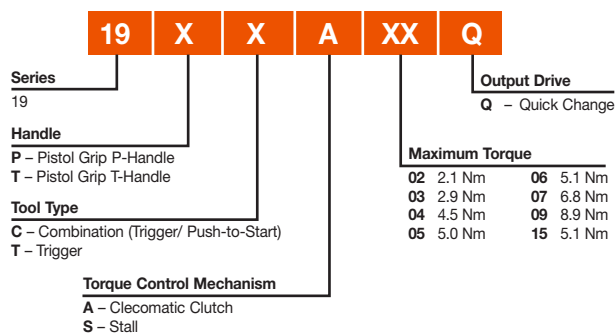 19 X X A XX Q
Series
19
Output Drive
Q – Quick Change
Handle
P – Pistol Grip P-Handle
T – Pistol Grip T-Handle
Maximum Torque
02 2.1 Nm 06 5.1 Nm
03 2.9 Nm 07 6.8 Nm
04 4.5 Nm 09 8.9 Nm
05 5.0 Nm 15 5.1 Nm
Tool Type
C – Combination (Trigger/ Push-to-Start)
T – Trigger
Torque Control Mechanism
A – Clecomatic Clutch
S – Stall